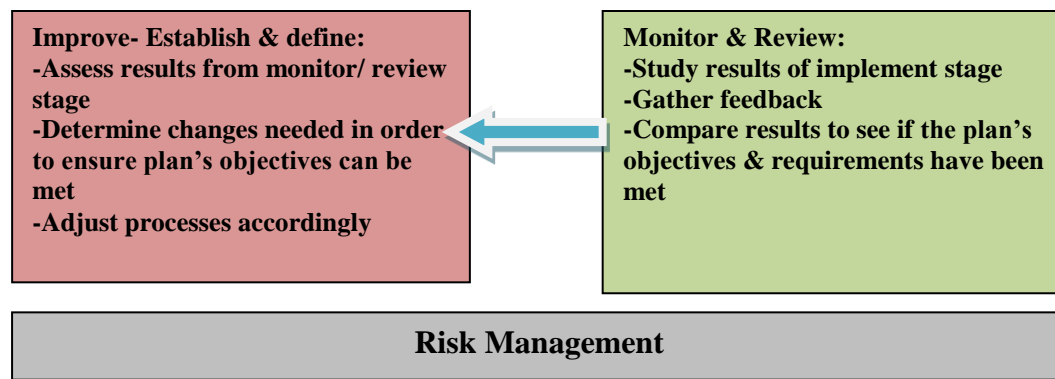 Improve- Establish & define:
-Assess results from monitor/ review
stage
-Determine changes needed in order
to ensure plan's objectives can be
met
-Adjust processes accordingly
Monitor & Review:
-Study results of implement stage
-Gather feedback
-Compare results to see if the plan's
objectives & requirements have been
met
Risk Management